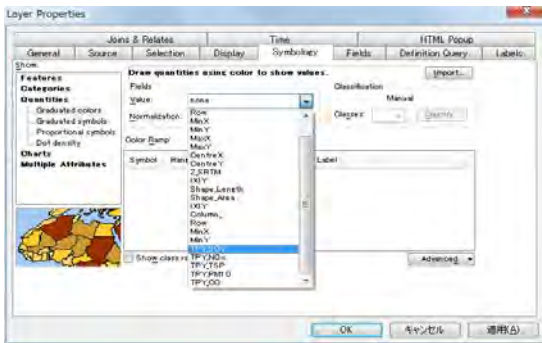 Layer Properties
Joins & Relates Time HTML Popup
General Source Selection Display Symbology Fields Definition Query Labels
Show:
Features
Categories
Quantities
Graduated colors
Graduated symbols
Proportional symbols
Dot density
Charts
Multiple Attributes
Draw quantities using color to show values.
Import...
Fields
Value: none
Normalization:
Classification
Manual
Classes: Classify
Color Ramp:
Symbol Label
Row
MinX
MinY
MaxX
MaxY
CentreX
CentreY
Z_SRTM
IXIY
Shape_Length
Shape_Area
IXIY
Column_
Row
MinX
MinY
TPY_NOx
TPY_TSP
TPY_PM10
TPY_CO
Show class
Advanced
OK キャンセル 適用(A)